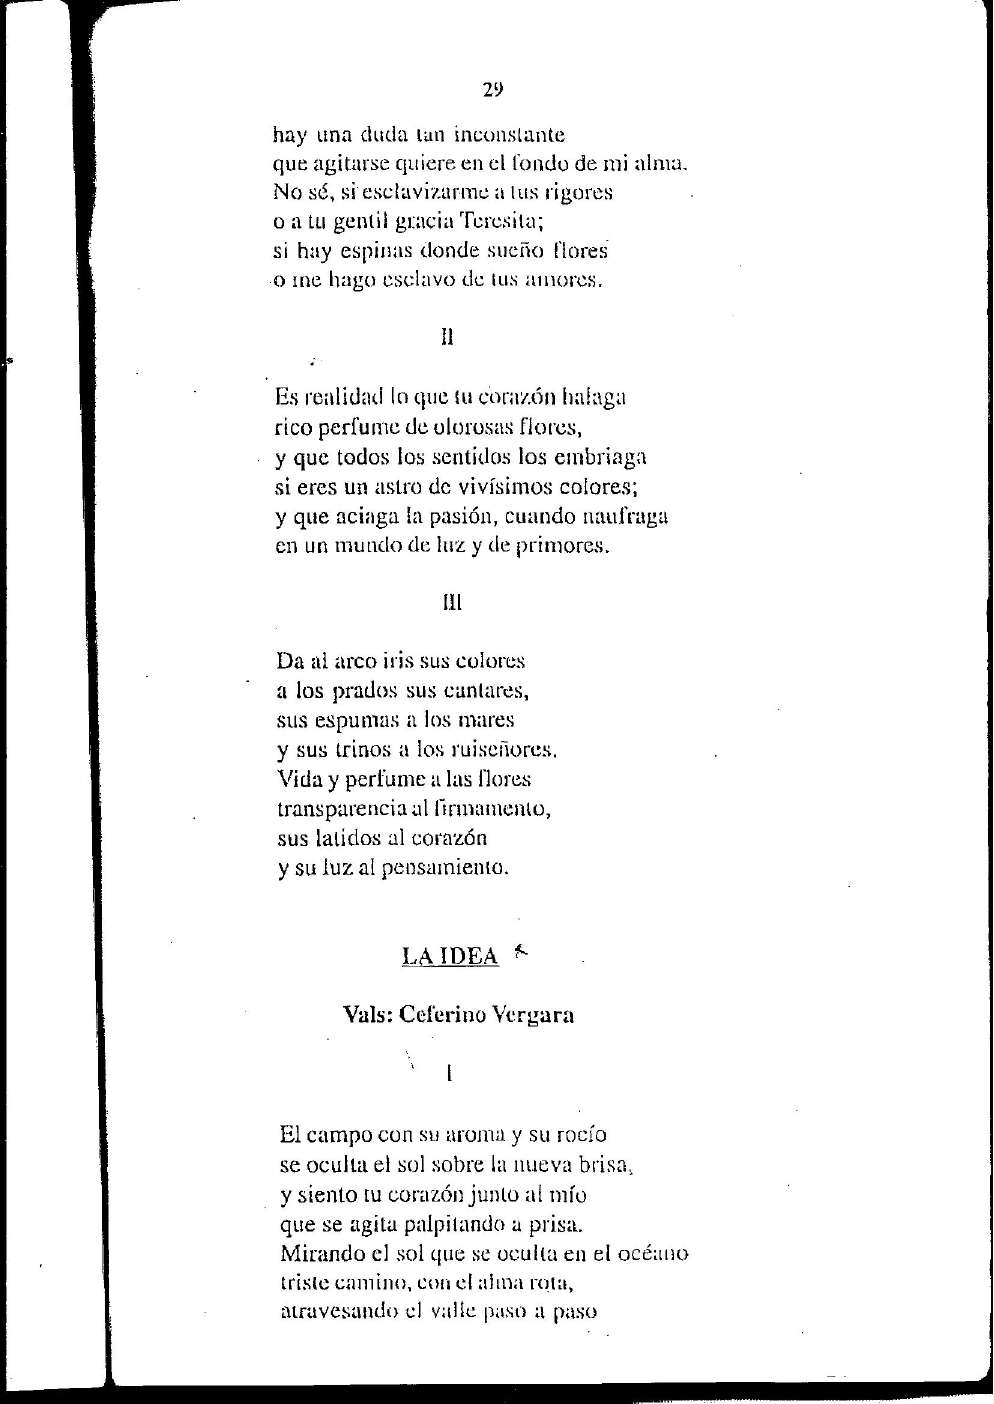 29
hay una duda tan inconstante
que agitarse quiere en el fondo de mi alma.
No sé, si esclavizarme a tus rigores
o a tu gentil gracia Teresita;
si hay espinas donde sueño flores
o me hago esclavo de tus amores.
II
Es realidad lo que tu corazón halaga
rico perfume de olorosas flores,
y que todos los sentidos los embriaga
si eres un astro de vivísimos colores;
y que aciaga la pasión, cuando naufraga
en un mundo de luz y de primores.
III
Da al arco iris sus colores
a los prados sus cantares,
sus espumas a los mares
y sus trinos a los ruiseñores.
Vida y perfume a las flores
transparencia al firmamento,
sus latidos al corazón
y su luz al pensamiento.
LA IDEA
Vals: Ceferino Vergara
I
El campo con su aroma y su rocío
se oculta el sol sobre la nueva brisa,
y siento tu corazón junto al mío
que se agita palpitando a prisa.
Mirando el sol que se oculta en el océano
triste camino, con el alma rota,
atravesando el valle paso a paso